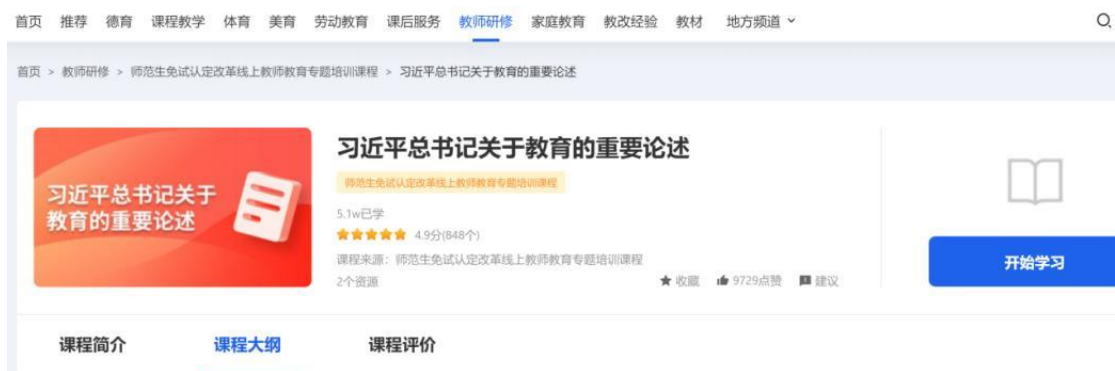 首页 推荐 德育 课程教学 体育 美育 劳动教育 课后服务 教师研修 家庭教育 教改经验 教材 地方频道
首页 > 教师研修 > 师范生免试认定改革线上教师教育专题培训课程 > 习近平总书记关于教育的重要论述
习近平总书记关于
教育的重要论述
习近平总书记关于教育的重要论述
师范生免试认定改革线上教师教育专题培训课程
5.1w已学
4.9分(848个)
课程来源：师范生免试认定改革线上教师教育专题培训课程
2个资源
收藏 9729点赞 建议
开始学习
课程简介 课程大纲 课程评价